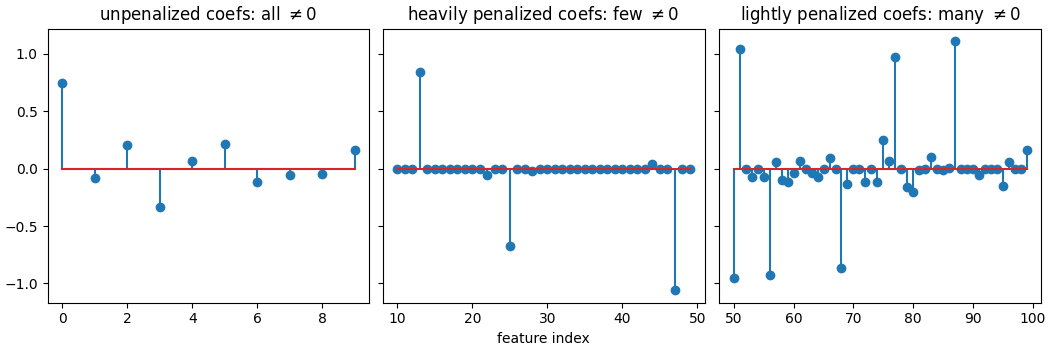 unpenalized coefs: all ≠0
heavily penalized coefs: few ≠0
lightly penalized coefs: many ≠0
1.0
0.5
0.0
−0.5
−1.0
0 2 4 6 8
10 20 30 40 50
50 60 70 80 90 100
feature index